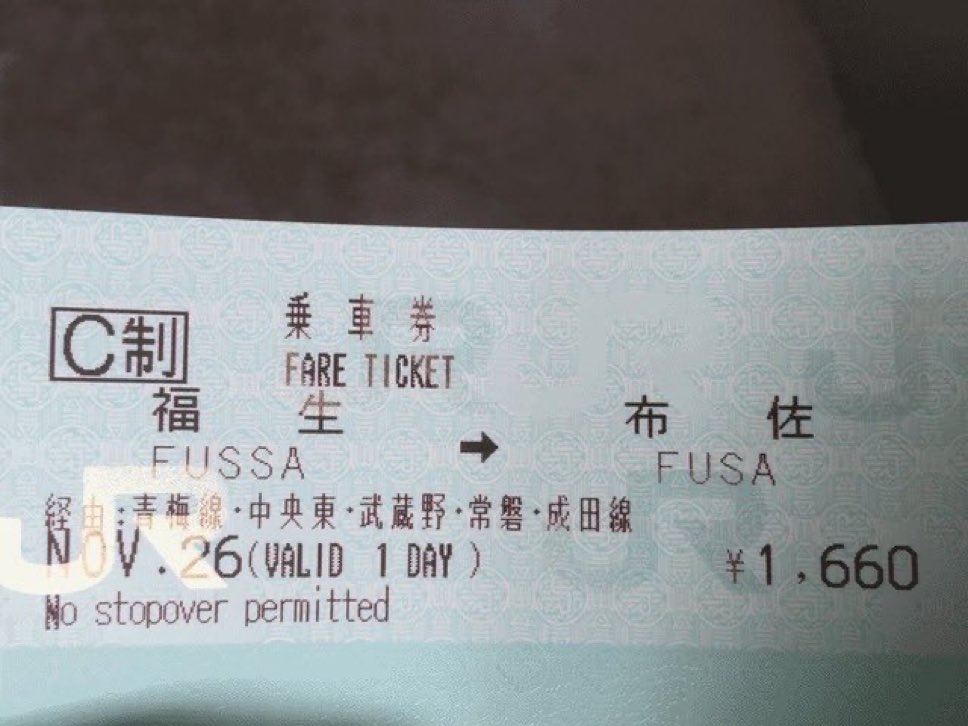 C制 乗車券
FARE TICKET
福生 → 布佐
FUSSA FUSA
経由:青梅線・中央東・武蔵野・常磐・成田線
NOV.26(VALID 1 DAY) ¥1,660
No stopover permitted
JR